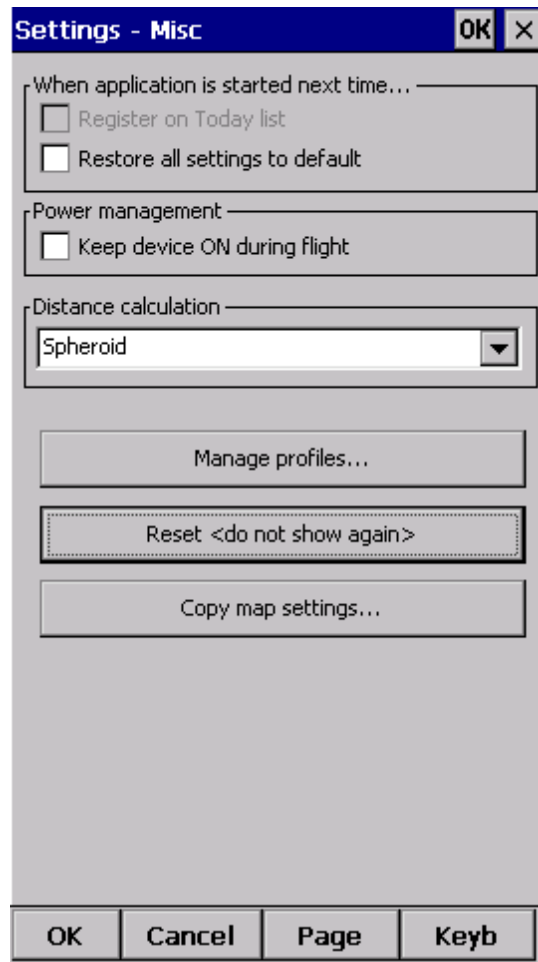 Settings - Misc OK ×
When application is started next time...
Register on Today list
Restore all settings to default
Power management
Keep device ON during flight
Distance calculation
Spheroid
Manage profiles...
Reset <do not show again>
Copy map settings...
OK Cancel Page Keyb